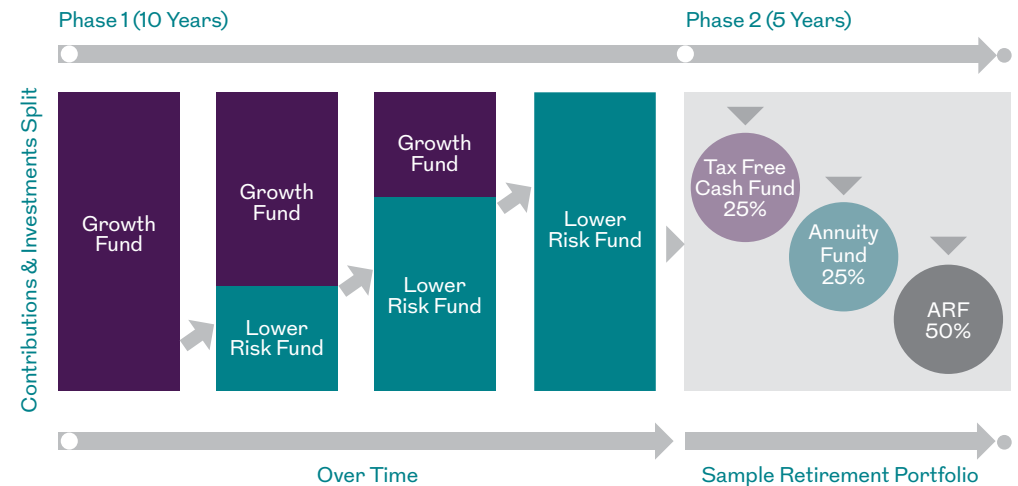 Phase 1 (10 Years)
Phase 2 (5 Years)
Contributions & Investments Split
Growth
Fund
Growth
Fund
Lower
Risk Fund
Growth
Fund
Lower
Risk Fund
Lower
Risk Fund
Tax Free
Cash Fund
25%
Annuity
Fund
25%
ARF
50%
Over Time
Sample Retirement Portfolio